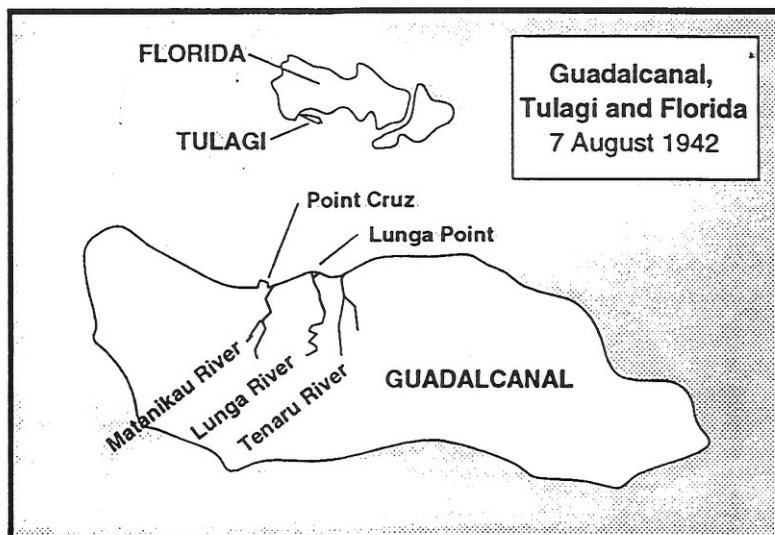 FLORIDA
TULAGI
Guadalcanal,
Tulagi and Florida
7 August 1942
Point Cruz
Lunga Point
Matanikau River
Lunga River
Tenaru River
GUADALCANAL